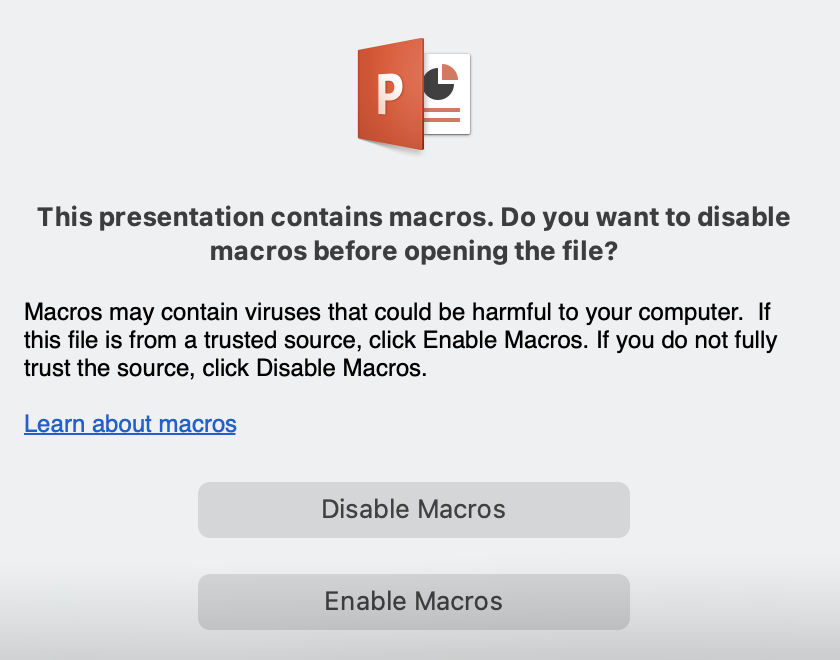 P
This presentation contains macros. Do you want to disable
macros before opening the file?
Macros may contain viruses that could be harmful to your computer.  If
this file is from a trusted source, click Enable Macros. If you do not fully
trust the source, click Disable Macros.
Learn about macros
Disable Macros
Enable Macros